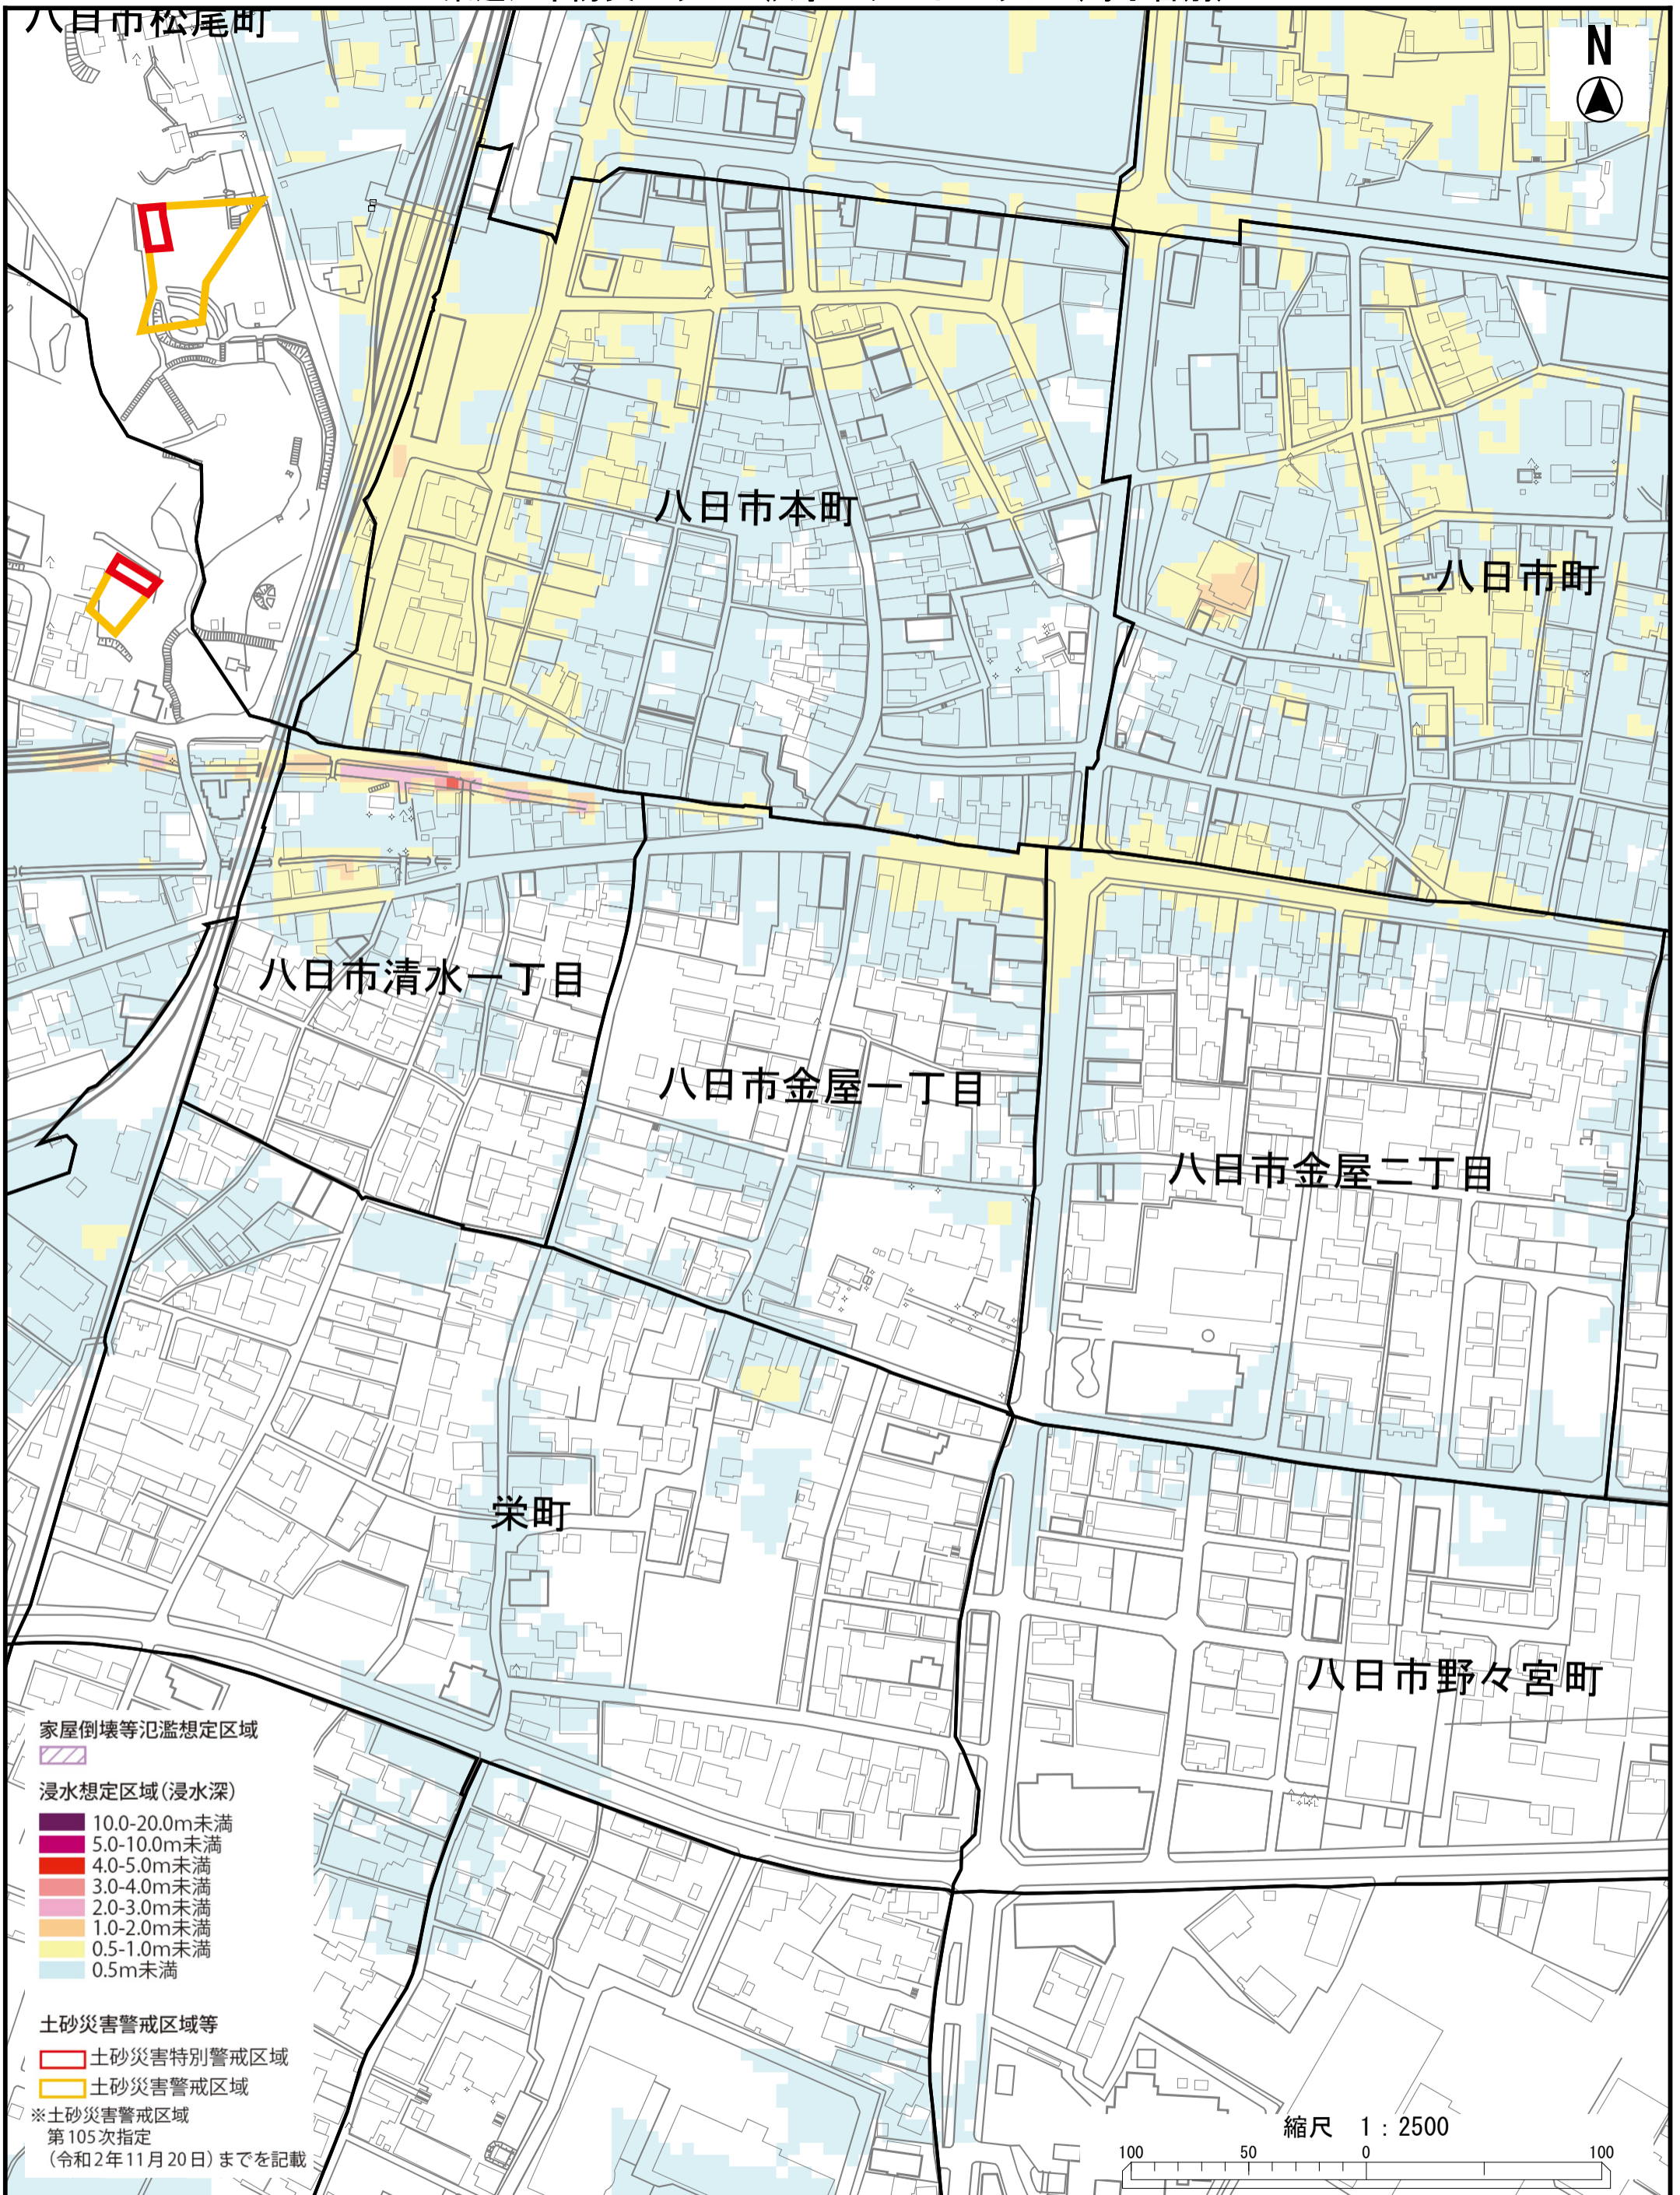 八日市松尾町
N
八日市本町
八日市町
八日市清水一丁目
八日市金屋一丁目
八日市金屋二丁目
栄町
八日市野々宮町
家屋倒壊等氾濫想定区域
浸水想定区域(浸水深)
10.0-20.0m未満
5.0-10.0m未満
4.0-5.0m未満
3.0-4.0m未満
2.0-3.0m未満
1.0-2.0m未満
0.5-1.0m未満
0.5m未満
土砂災害警戒区域等
土砂災害特別警戒区域
土砂災害警戒区域
※土砂災害警戒区域
第105次指定
(令和2年11月20日)までを記載
縮尺 1:2500
100 50 0 100